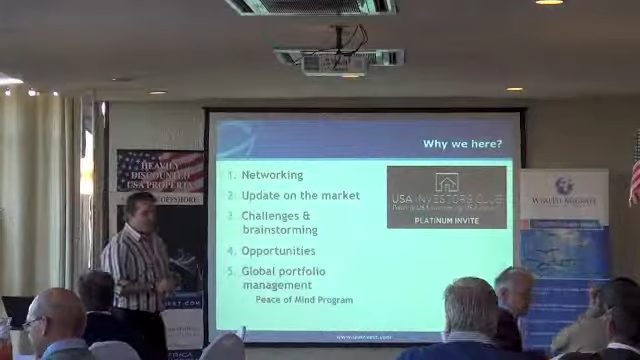 Why we here?
1. Networking
2. Update on the market
3. Challenges &
brainstorming
4. Opportunities
5. Global portfolio
management
Peace of Mind Program
USA INVESTORS CLUB
PLATINUM INVITE
HEAVILY
DISCOUNTED
USA PROPERTY
OFFSHORE